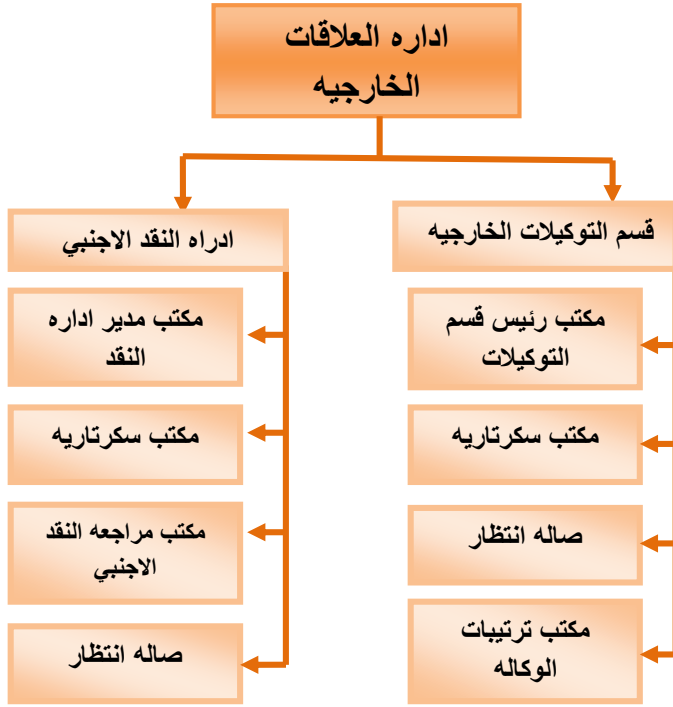 اداره العلاقات
الخارجيه
قسم التوكيلات الخارجيه
مكتب رئيس قسم
التوكيلات
مكتب سكرتاريه
صاله انتظار
مكتب ترتيبات
الوكاله
ادراه النقد الاجنبي
مكتب مدير اداره
النقد
مكتب سكرتاريه
مكتب مراجعه النقد
الاجنبي
صاله انتظار